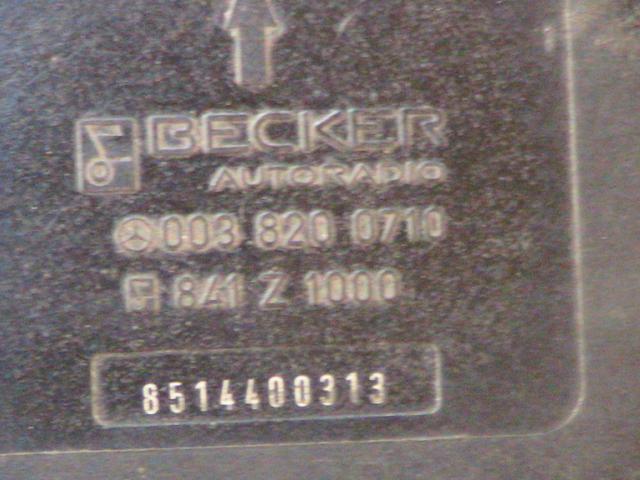 BECKER
AUTORADIO
003 820 0710
841 Z 1000
8514400313